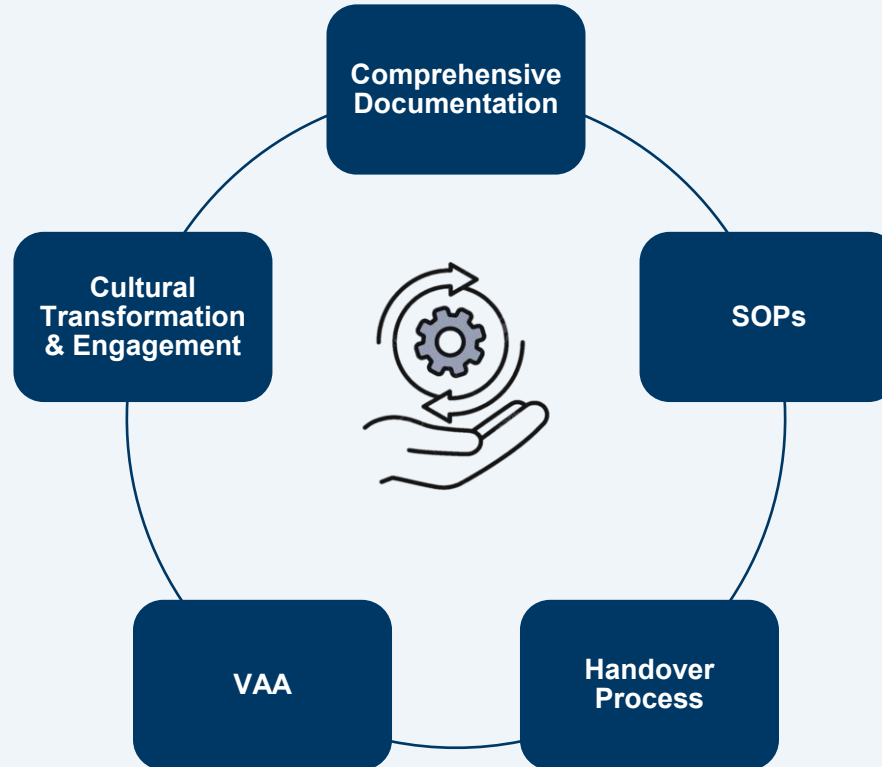 Comprehensive
Documentation
Cultural
Transformation
& Engagement
SOPs
VAA
Handover
Process